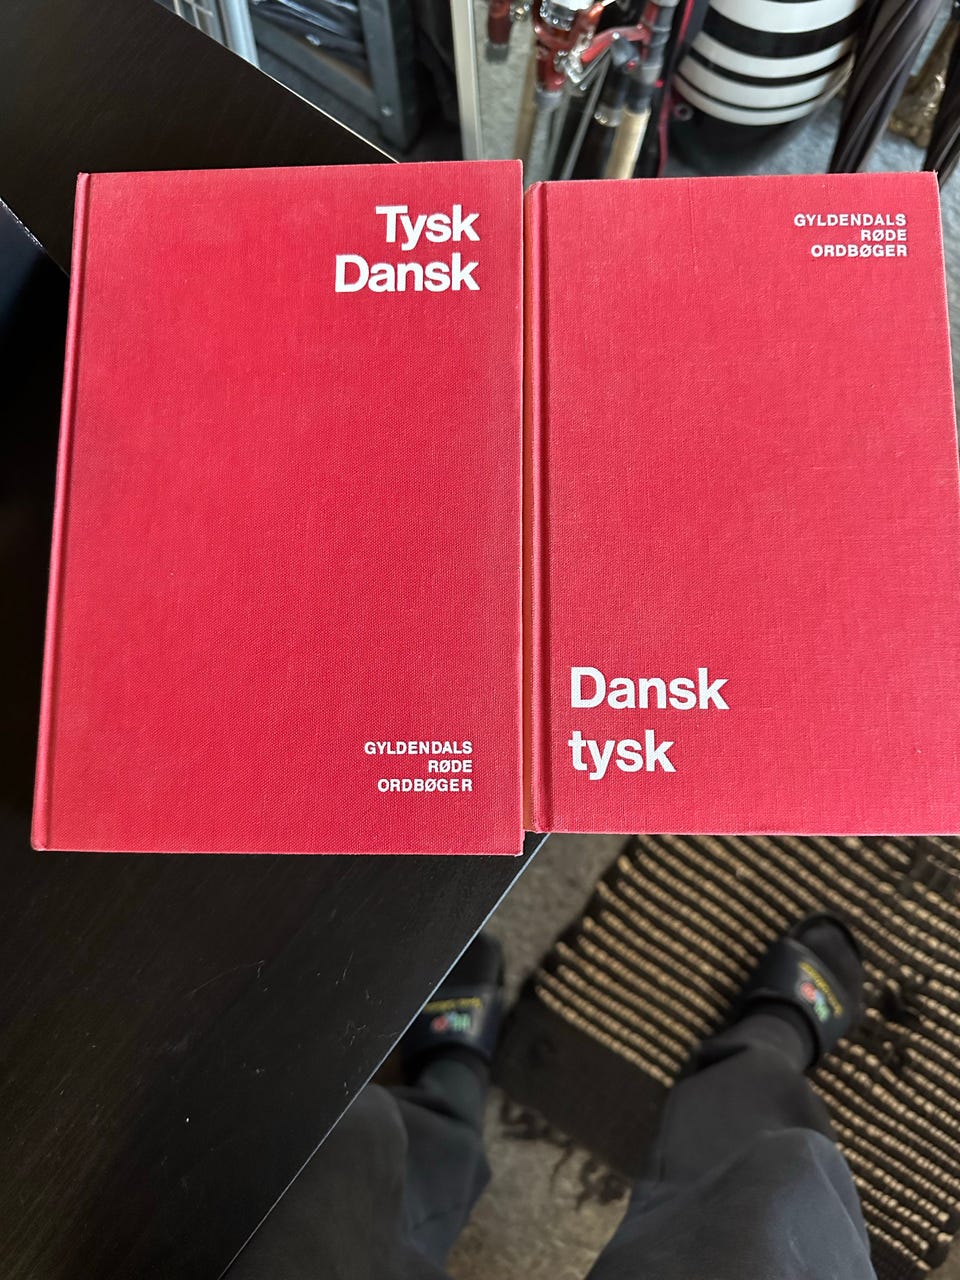 Tysk
Dansk
GYLDENDALS
RØDE
ORDBØGER
GYLDENDALS
RØDE
ORDBØGER
Dansk
tysk